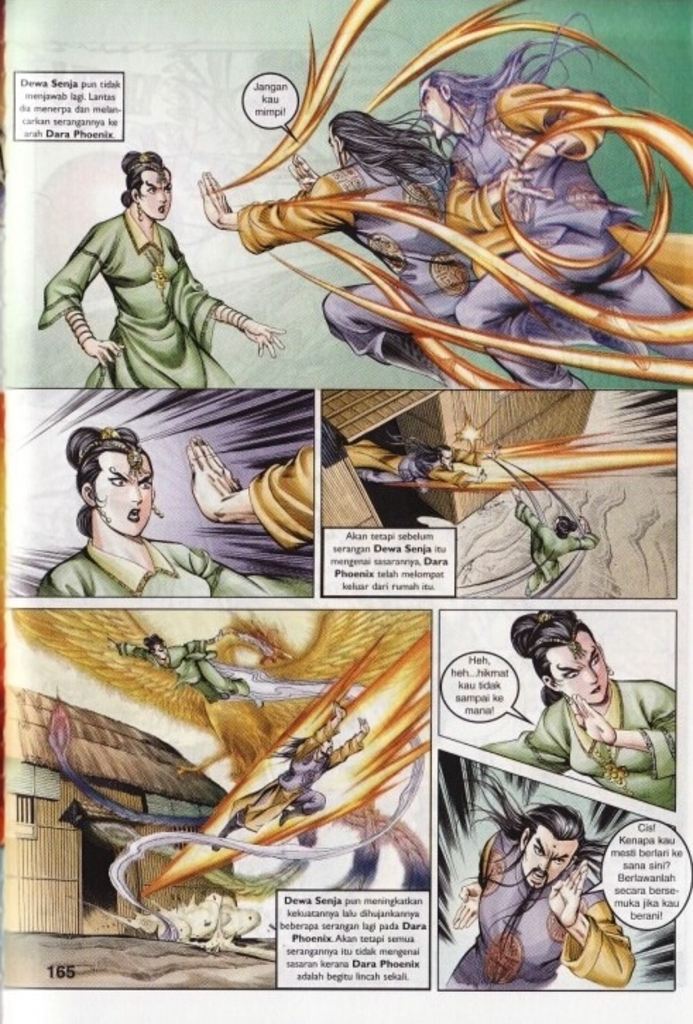 Dewa Senja pun tidak
menjawab lagi. Lantas
dia menerpa dan melan-
carkan serangannya ke
arah Dara Phoenix.
Jangan
kau
mimpi!
Akan tetapi sebelum
serangan Dewa Senja itu
mengenai sasarannya, Dara
Phoenix telah melompat
keluar dari rumah itu.
Heh,
heh...hikmat
kau tidak
sampai ke
mana!
Dewa Senja pun meningkatkan
kekuatannya lalu dihujankannya
beberapa serangan lagi pada Dara
Phoenix. Akan tetapi semua
serangannya itu tidak mengenai
sasaran kerana Dara Phoenix
adalah begitu lincah sekali.
Cis!
Kenapa kau
mesti berlari ke
sana sini?
Berlawanlah
secara berse-
muka jika kau
berani!
165